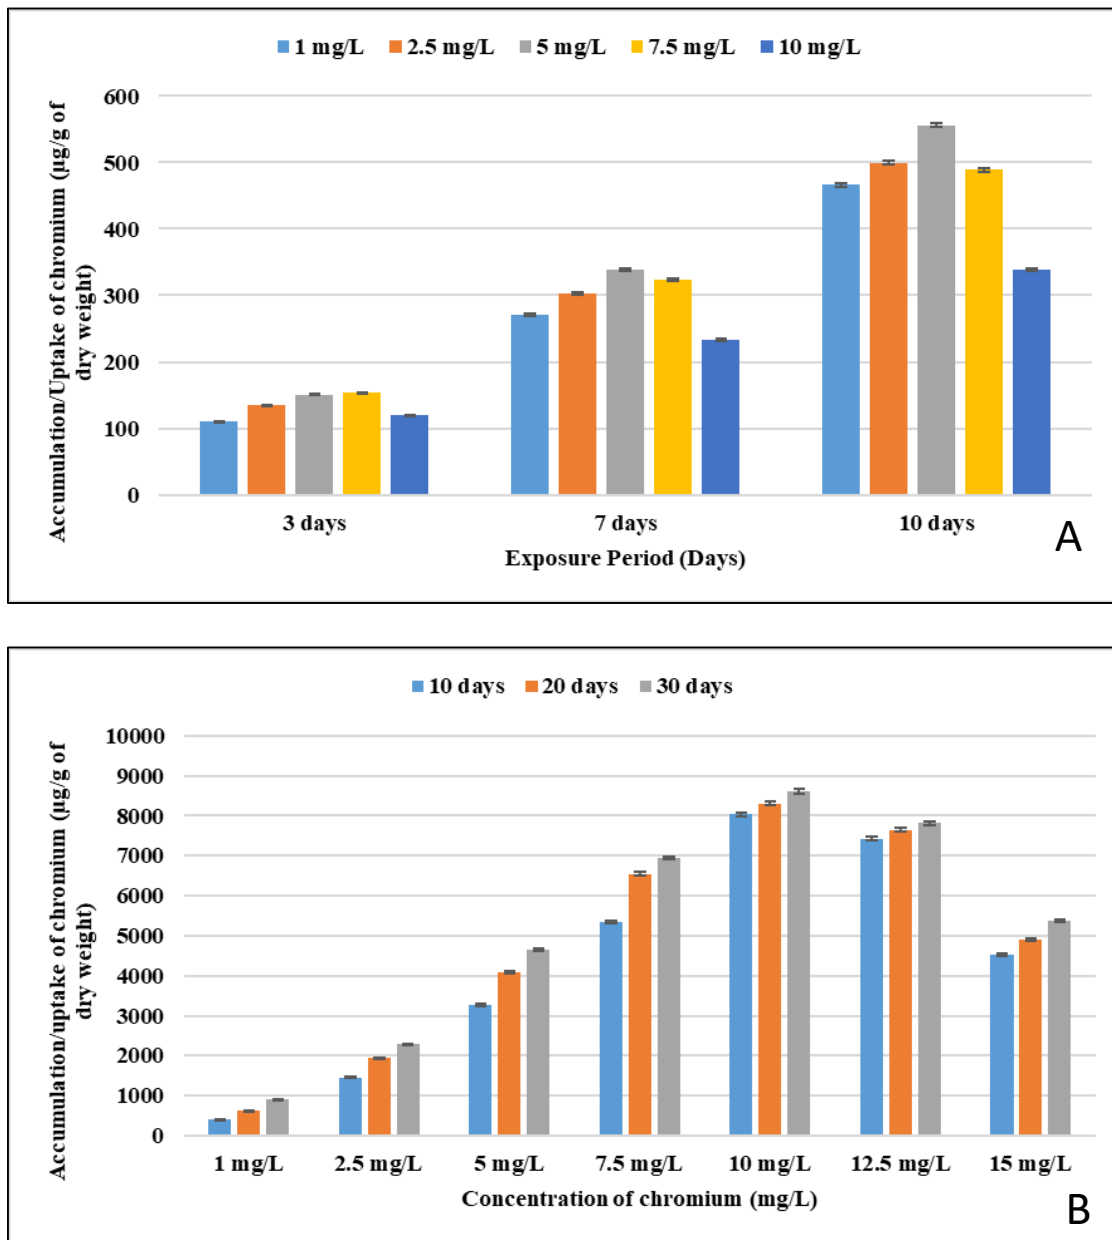 1 mg/L 2.5 mg/L 5 mg/L 7.5 mg/L 10 mg/L
Accumulation/Uptake of chromium (µg/g of
dry weight)
600
500
400
300
200
100
0
3 days 7 days 10 days
Exposure Period (Days)
A
10 days 20 days 30 days
Accumulation/uptake of chromium (µg/g of
dry weight)
10000
9000
8000
7000
6000
5000
4000
3000
2000
1000
0
1 mg/L 2.5 mg/L 5 mg/L 7.5 mg/L 10 mg/L 12.5 mg/L 15 mg/L
Concentration of chromium (mg/L)
B